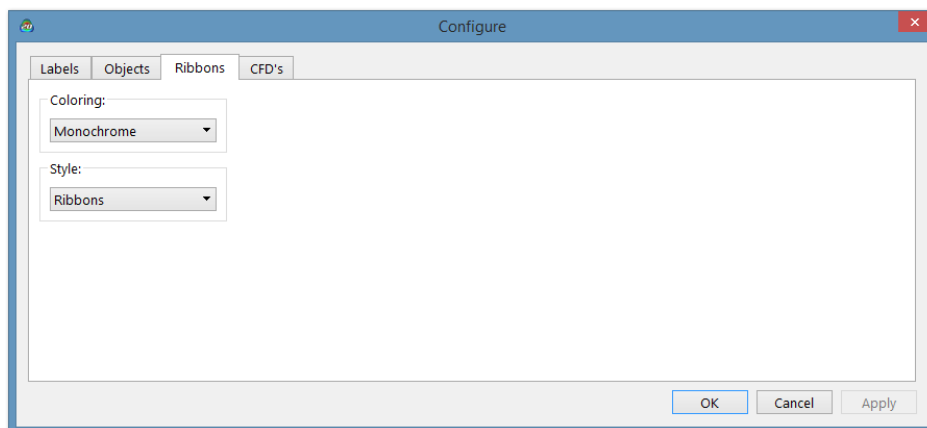 Configure
Labels Objects Ribbons CFD's
Coloring:
Monochrome
Style:
Ribbons
OK Cancel Apply